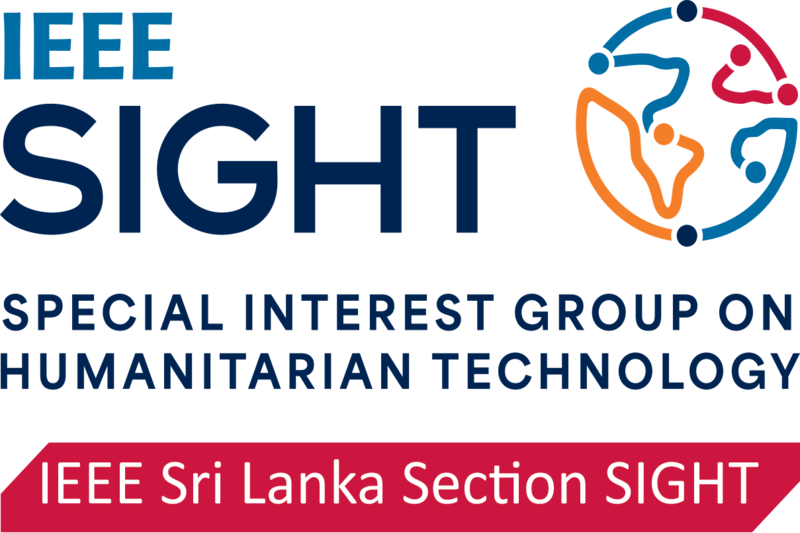 IEEE
SIGHT
SPECIAL INTEREST GROUP ON
HUMANITARIAN TECHNOLOGY
IEEE Sri Lanka Section SIGHT